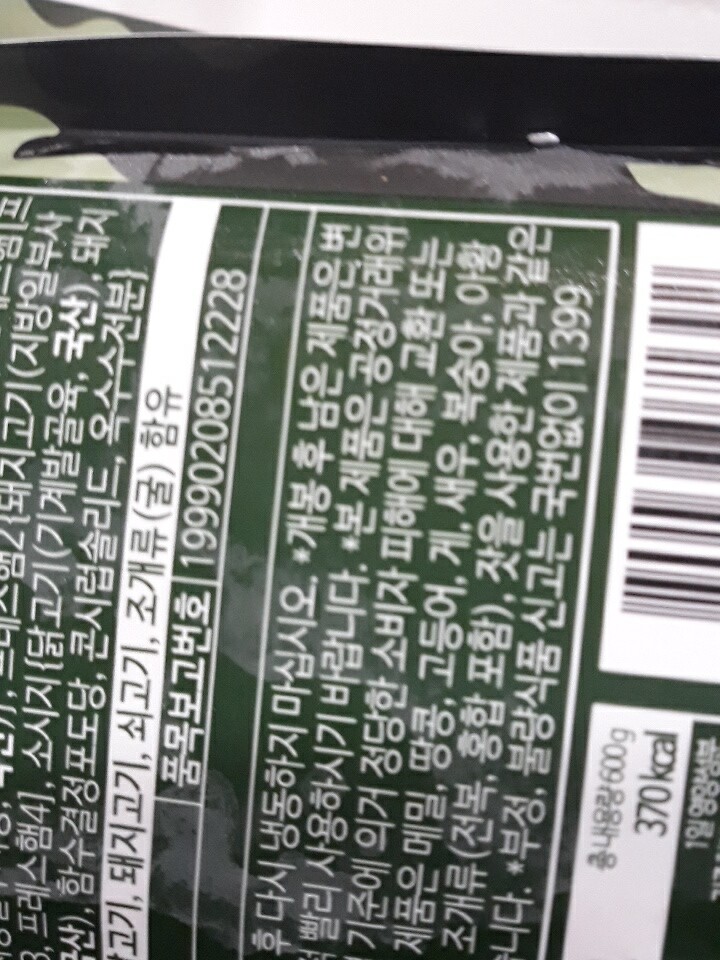 프레스햄4], 소시지{닭고기(기계발골육, 국산), 돼지
함수결정포도당, 콘시럽솔리드, 옥수수전분}
돼지고기, 쇠고기, 조개류(굴) 함유
품목보고번호 19990208512228
후 다시 냉동하지 마십시오. *개봉 후 남은 제품은 반
빨리 사용하시기 바랍니다. *본 제품은 공정거래위
기준에 의거 정당한 소비자 피해에 대해 교환 또는
제품은 메밀, 땅콩, 고등어, 게, 새우, 복숭아, 아황
조개류(전복, 홍합 포함), 잣을 사용한 제품과 같은
니다. *부정, 불량식품 신고는 국번없이 1399
총 내용량 600g
370 kcal